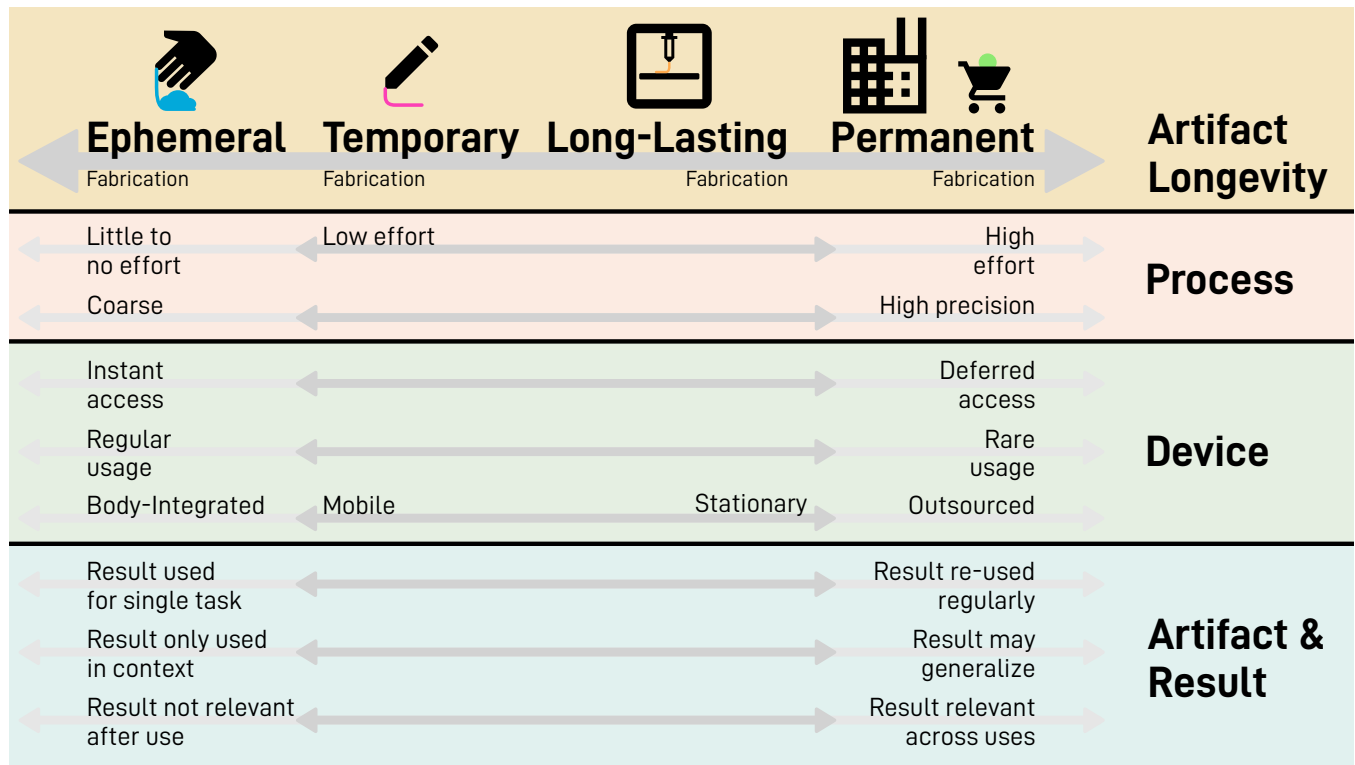 Ephemeral Temporary Long-Lasting Permanent
Fabrication Fabrication Fabrication Fabrication
Artifact
Longevity
Little to
no effort
Low effort
High
effort
Coarse
High precision
Process
Instant
access
Deferred
access
Regular
usage
Rare
usage
Body-Integrated
Mobile
Stationary
Outsourced
Device
Result used
for single task
Result re-used
regularly
Result only used
in context
Result may
generalize
Result not relevant
after use
Result relevant
across uses
Artifact &
Result